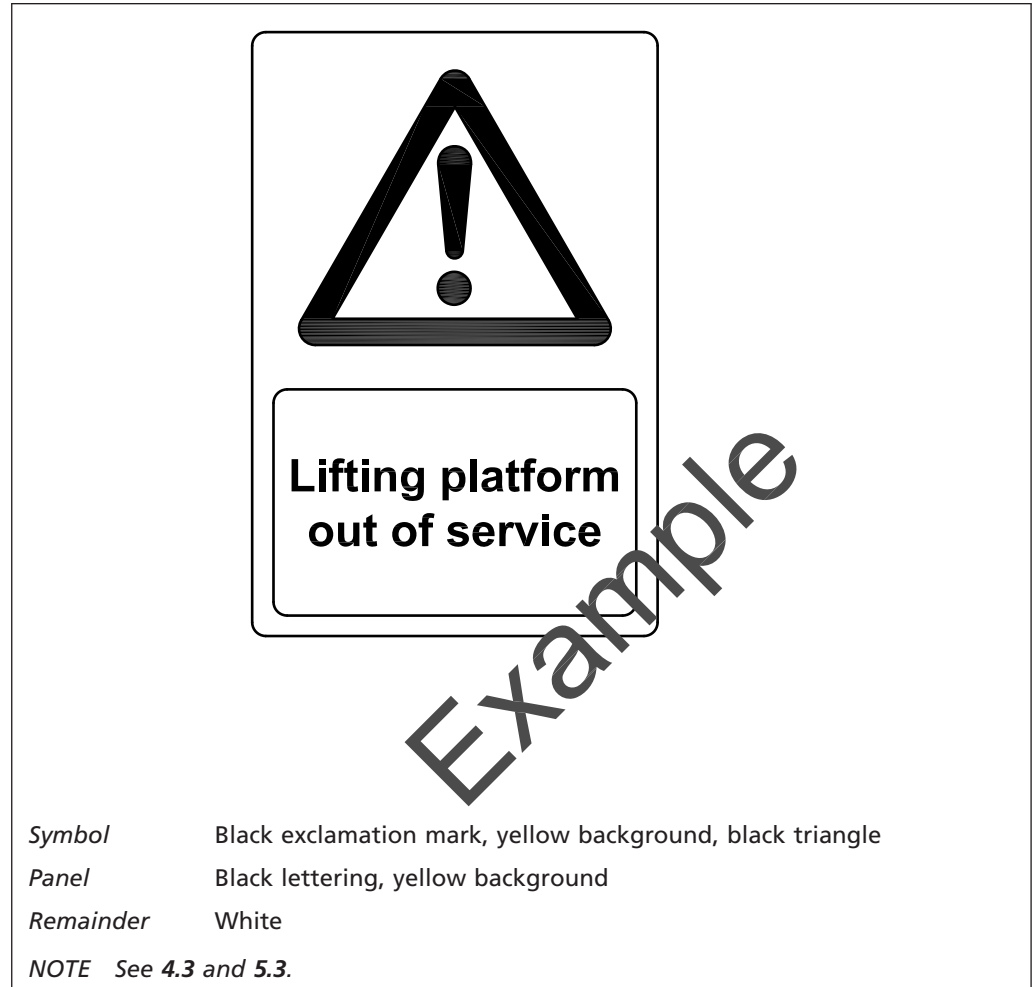 Lifting platform
out of service
Example
Symbol Black exclamation mark, yellow background, black triangle
Panel Black lettering, yellow background
Remainder White
NOTE See 4.3 and 5.3.